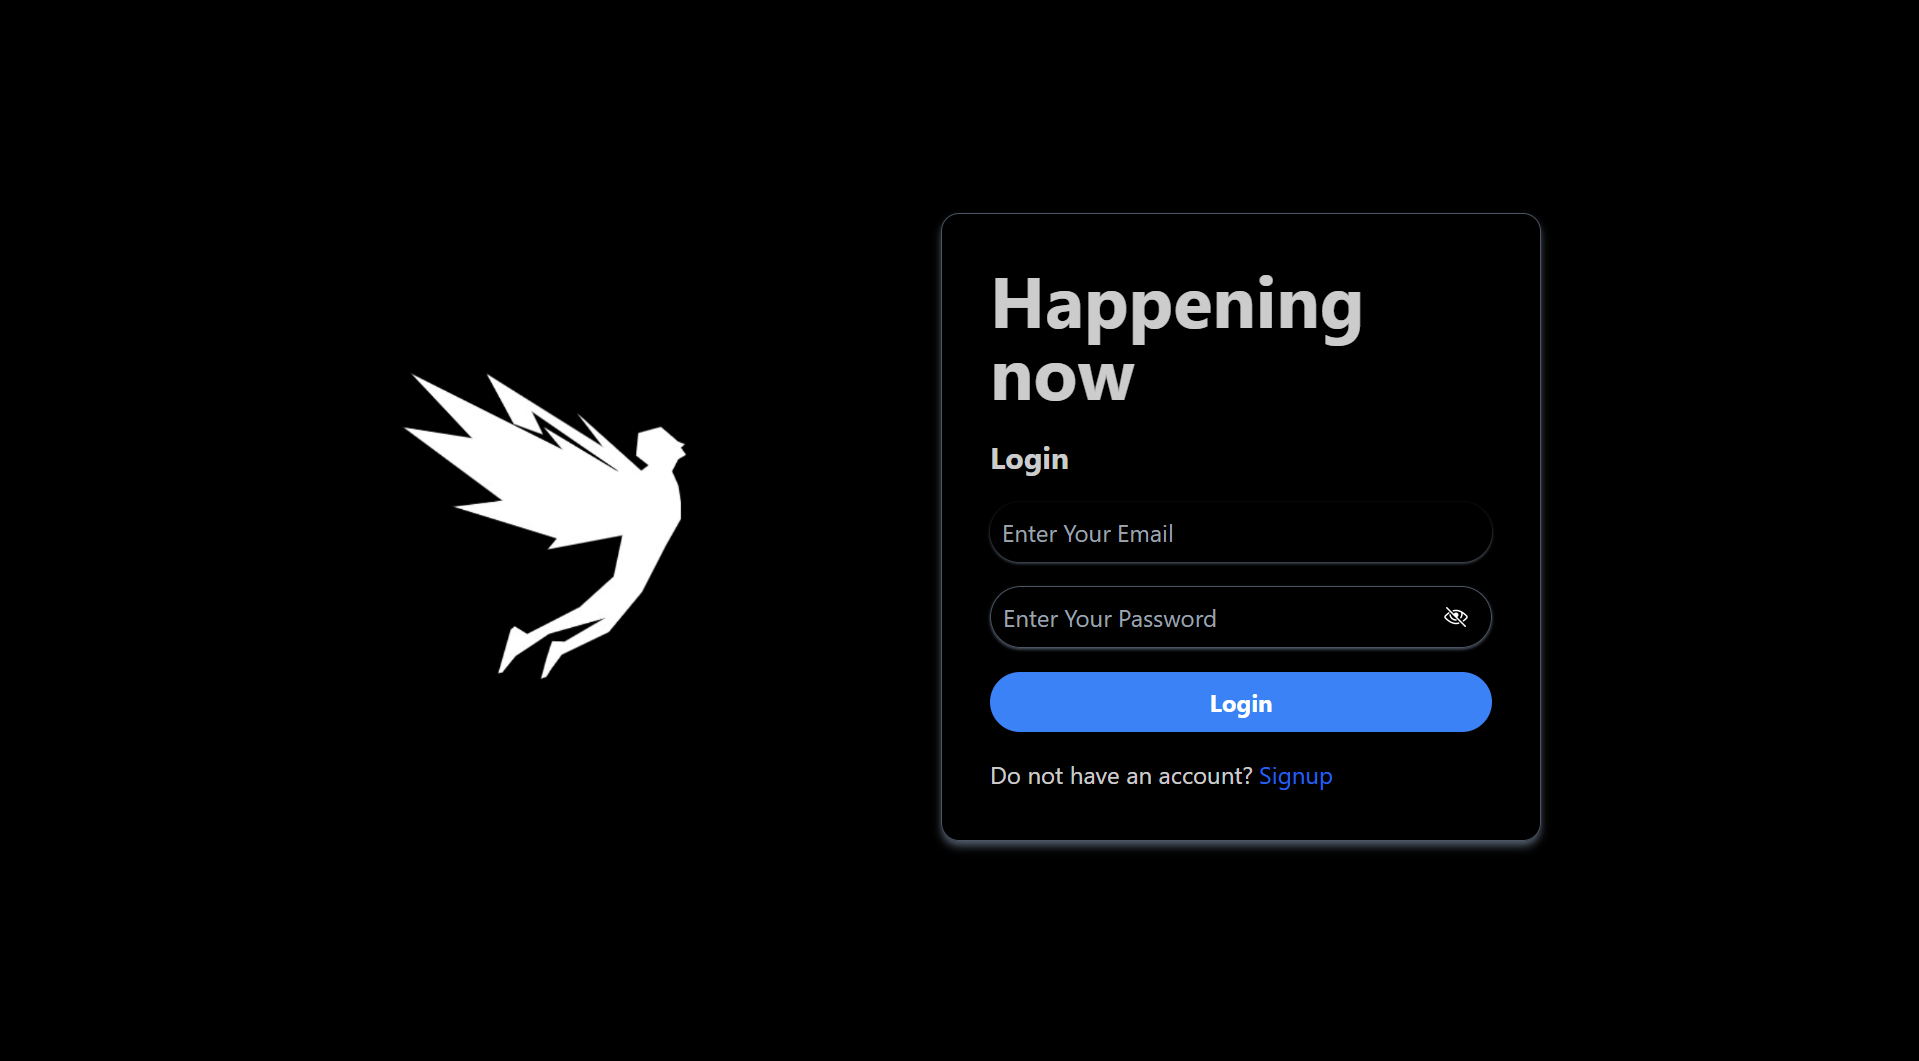 Happening
now
Login
Enter Your Email
Enter Your Password
Login
Do not have an account? Signup